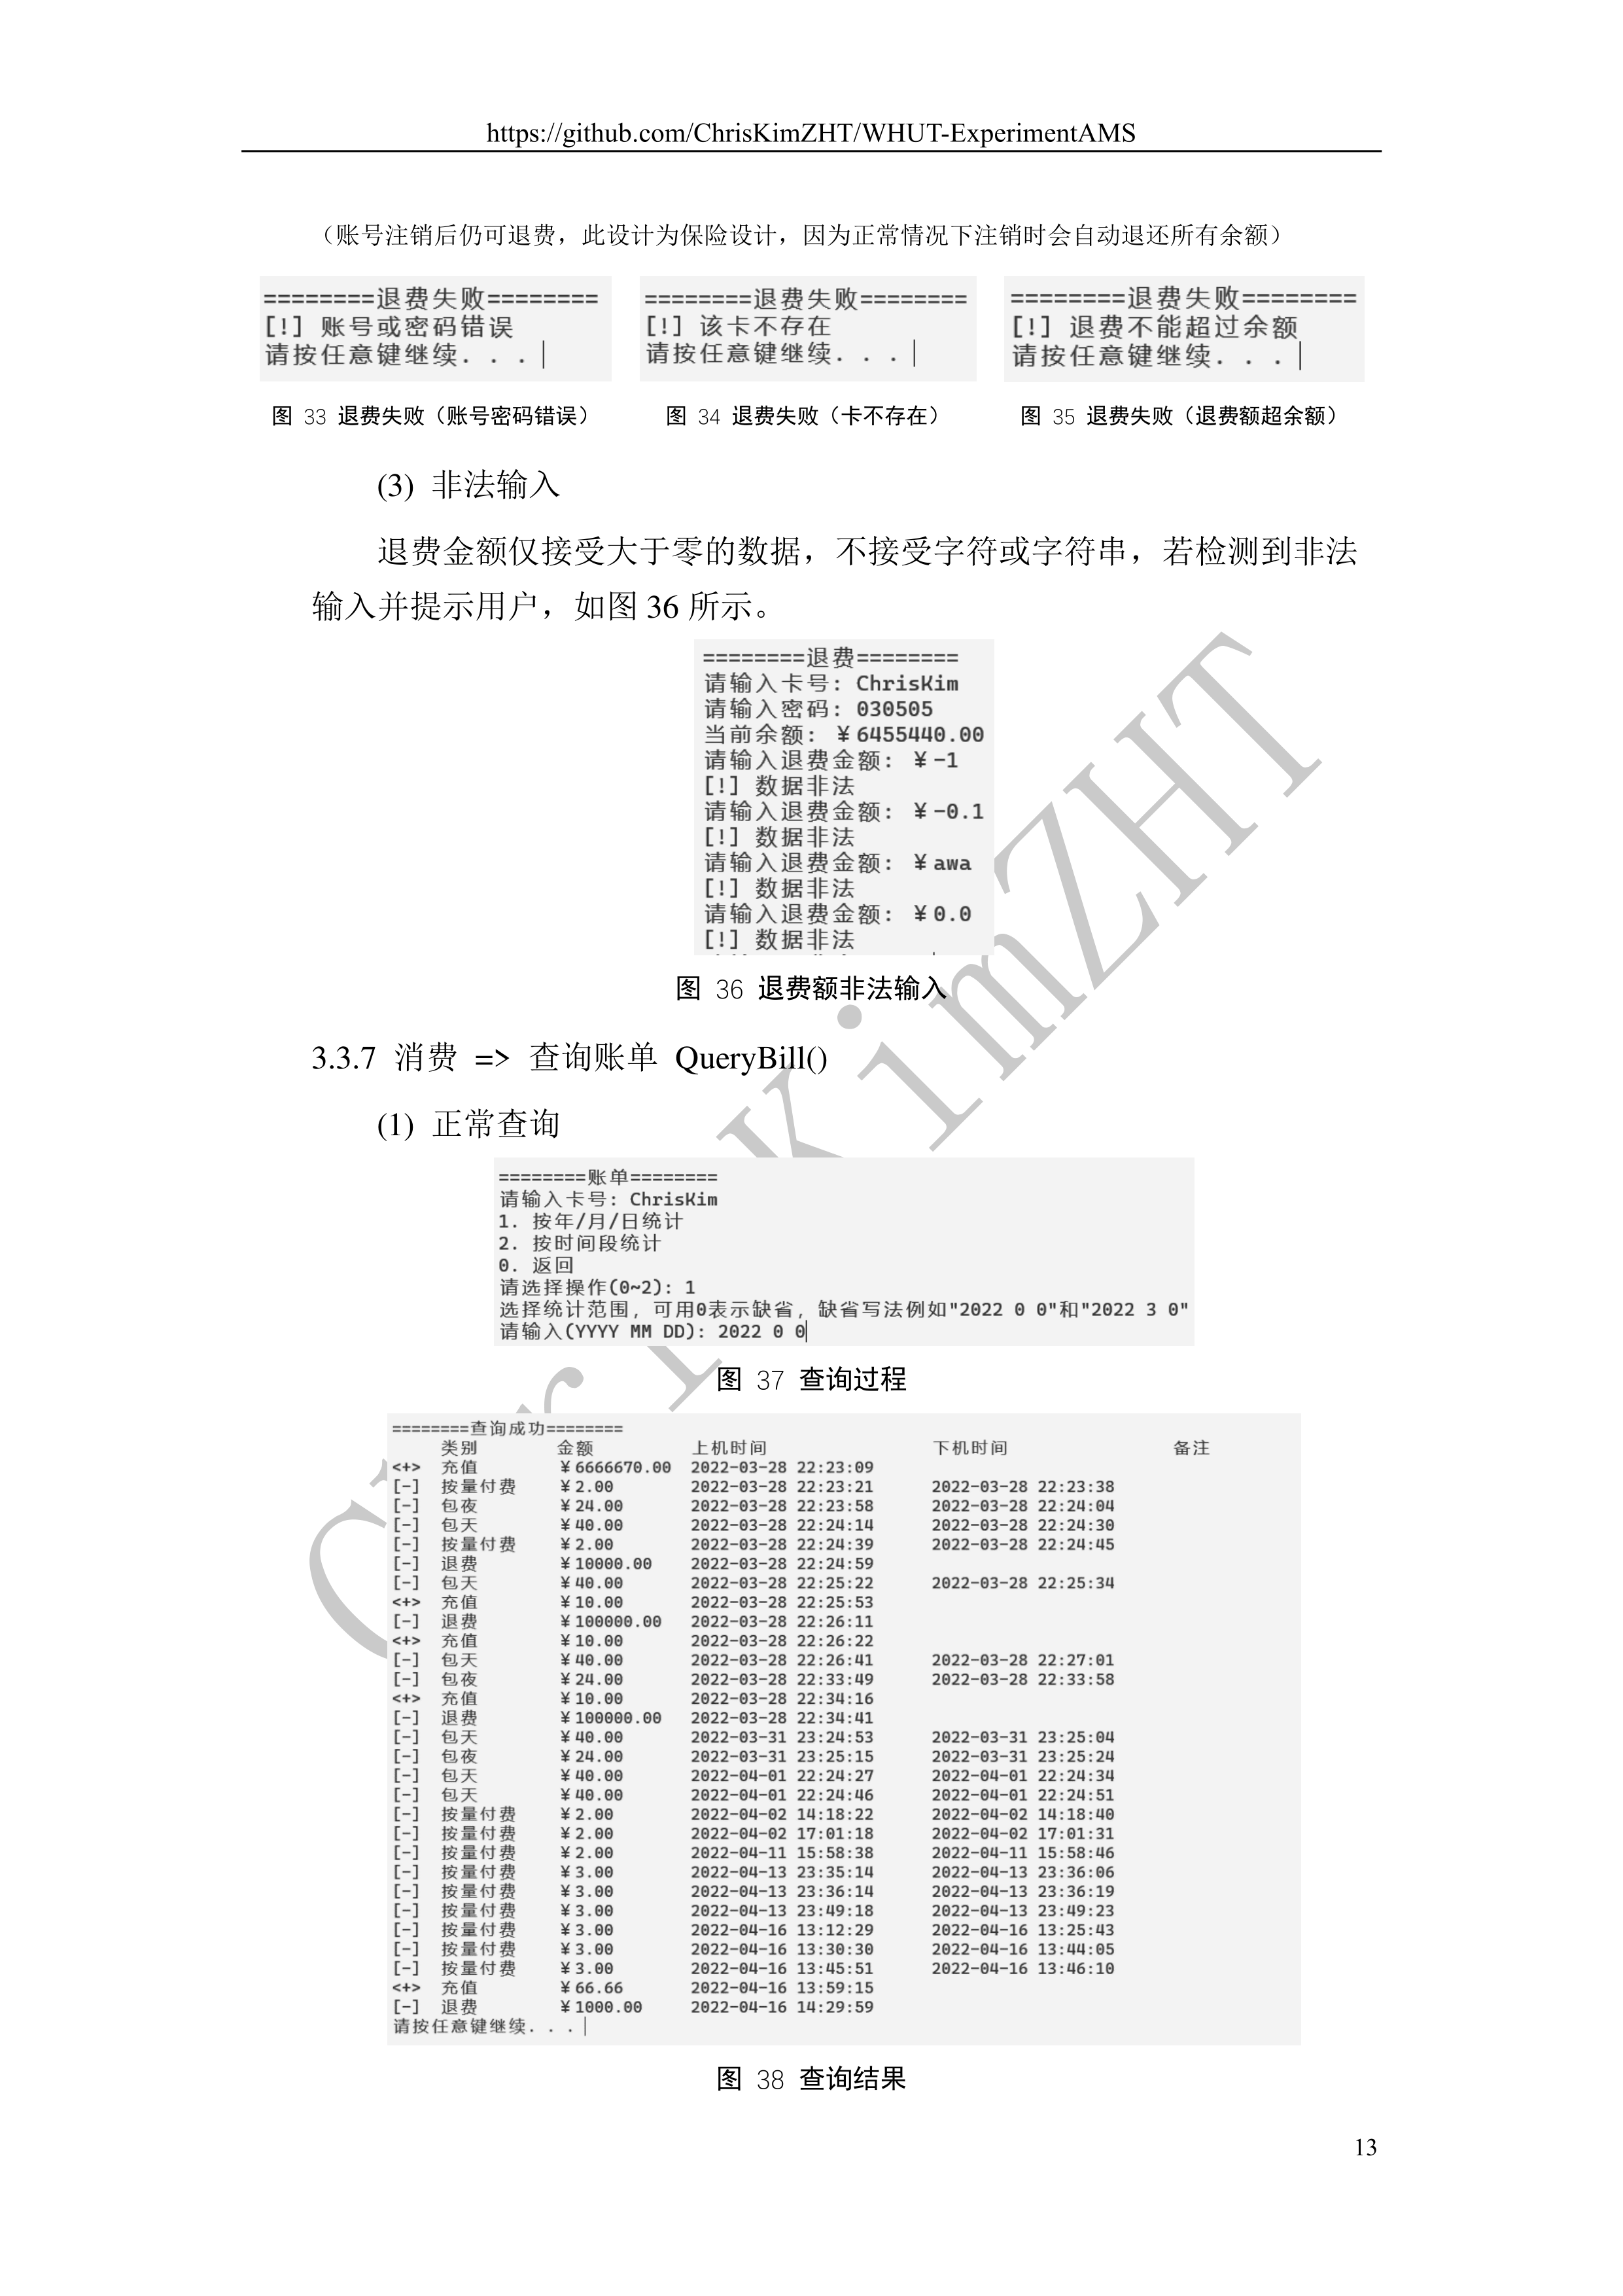 https://github.com/ChrisKimZHT/WHUT-ExperimentAMS
（账号注销后仍可退费，此设计为保险设计，因为正常情况下注销时会自动退还所有余额）
========退费失败========
[!] 账号或密码错误
请按任意键继续. . .
========退费失败========
[!] 该卡不存在
请按任意键继续. . .
========退费失败========
[!] 退费不能超过余额
请按任意键继续. . .
图 33 退费失败（账号密码错误）
图 34 退费失败（卡不存在）
图 35 退费失败（退费额超余额）
(3) 非法输入
退费金额仅接受大于零的数据，不接受字符或字符串，若检测到非法
输入并提示用户，如图 36 所示。
========退费========
请输入卡号: ChrisKim
请输入密码: 030505
当前余额: ￥6455440.00
请输入退费金额: ￥-1
[!] 数据非法
请输入退费金额: ￥-0.1
[!] 数据非法
请输入退费金额: ￥awa
[!] 数据非法
请输入退费金额: ￥0.0
[!] 数据非法
图 36 退费额非法输入
3.3.7 消费 => 查询账单 QueryBill()
(1) 正常查询
========账单========
请输入卡号: ChrisKim
1. 按年/月/日统计
2. 按时间段统计
0. 返回
请选择操作(0~2): 1
选择统计范围, 可用0表示缺省, 缺省写法例如"2022 0 0"和"2022 3 0"
请输入(YYYY MM DD): 2022 0 0
图 37 查询过程
========查询成功========
类别 金额 上机时间 下机时间 备注
<+> 充值 ￥6666670.00 2022-03-28 22:23:09
[-] 按量付费 ￥2.00 2022-03-28 22:23:21 2022-03-28 22:23:38
[-] 包夜 ￥24.00 2022-03-28 22:23:58 2022-03-28 22:24:04
[-] 包天 ￥40.00 2022-03-28 22:24:14 2022-03-28 22:24:30
[-] 按量付费 ￥2.00 2022-03-28 22:24:39 2022-03-28 22:24:45
[-] 退费 ￥10000.00 2022-03-28 22:24:59
[-] 包天 ￥40.00 2022-03-28 22:25:22 2022-03-28 22:25:34
<+> 充值 ￥10.00 2022-03-28 22:25:53
[-] 退费 ￥100000.00 2022-03-28 22:26:11
<+> 充值 ￥10.00 2022-03-28 22:26:22
[-] 包天 ￥40.00 2022-03-28 22:26:41 2022-03-28 22:27:01
[-] 包夜 ￥24.00 2022-03-28 22:33:49 2022-03-28 22:33:58
<+> 充值 ￥10.00 2022-03-28 22:34:16
[-] 退费 ￥100000.00 2022-03-28 22:34:41
[-] 包天 ￥40.00 2022-03-31 23:24:53 2022-03-31 23:25:04
[-] 包夜 ￥24.00 2022-03-31 23:25:15 2022-03-31 23:25:24
[-] 包天 ￥40.00 2022-04-01 22:24:27 2022-04-01 22:24:34
[-] 包天 ￥40.00 2022-04-01 22:24:46 2022-04-01 22:24:51
[-] 按量付费 ￥2.00 2022-04-02 14:18:22 2022-04-02 14:18:40
[-] 按量付费 ￥2.00 2022-04-02 17:01:18 2022-04-02 17:01:31
[-] 按量付费 ￥2.00 2022-04-11 15:58:38 2022-04-11 15:58:46
[-] 按量付费 ￥3.00 2022-04-13 23:35:14 2022-04-13 23:36:06
[-] 按量付费 ￥3.00 2022-04-13 23:36:14 2022-04-13 23:36:19
[-] 按量付费 ￥3.00 2022-04-13 23:49:18 2022-04-13 23:49:23
[-] 按量付费 ￥3.00 2022-04-16 13:12:29 2022-04-16 13:25:43
[-] 按量付费 ￥3.00 2022-04-16 13:30:30 2022-04-16 13:44:05
[-] 按量付费 ￥3.00 2022-04-16 13:45:51 2022-04-16 13:46:10
<+> 充值 ￥66.66 2022-04-16 13:59:15
[-] 退费 ￥1000.00 2022-04-16 14:29:59
请按任意键继续. . .
图 38 查询结果
13